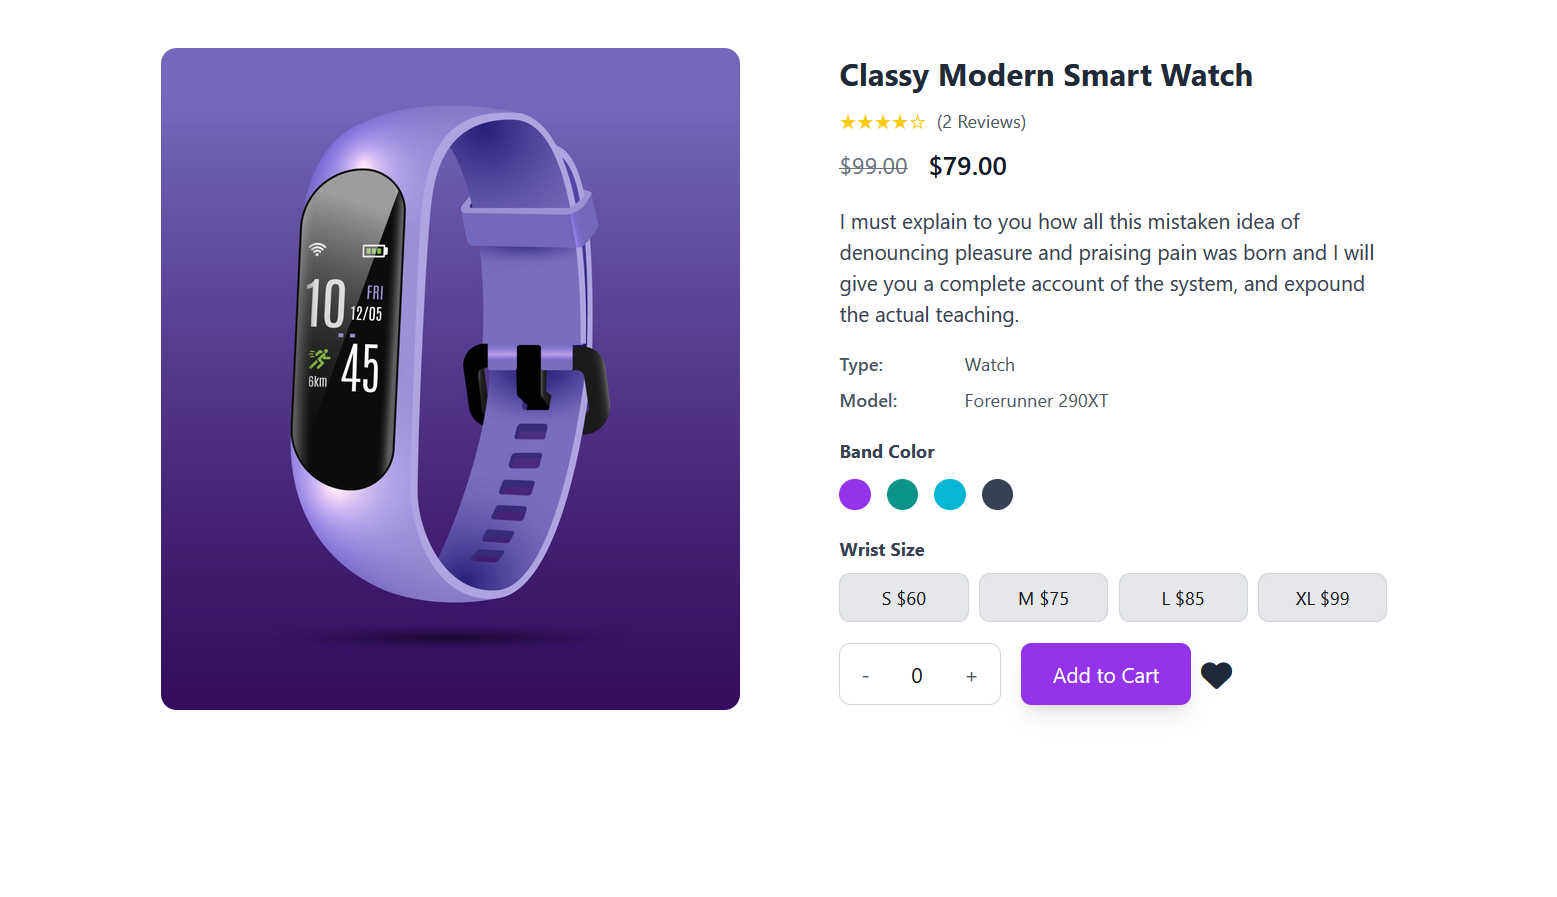 10
FRI
12/05
45
6km
Classy Modern Smart Watch
★★★★☆ (2 Reviews)
$99.00 $79.00
I must explain to you how all this mistaken idea of
denouncing pleasure and praising pain was born and I will
give you a complete account of the system, and expound
the actual teaching.
Type: Watch
Model: Forerunner 290XT
Band Color
Wrist Size
S $60 M $75 L $85 XL $99
- 0 + Add to Cart